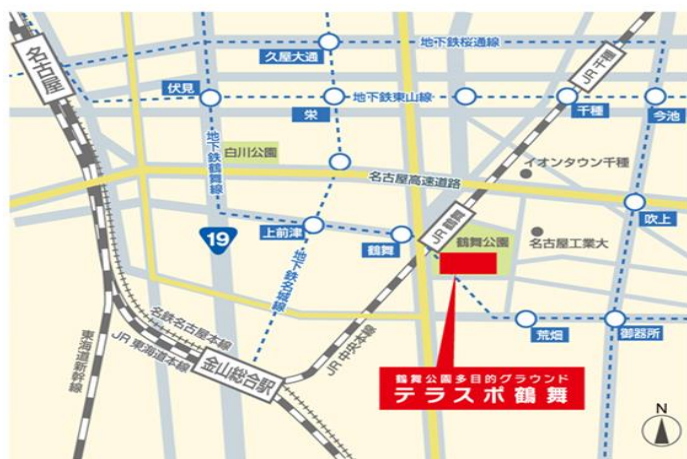 名古屋
久屋大通
地下鉄桜通線
JR千種
伏見
栄
地下鉄東山線
千種
今池
地下鉄鶴舞線
白川公園
イオンタウン千種
名古屋高速道路
吹上
上前津
鶴舞
JR鶴舞
鶴舞公園
名古屋工業大
19
地下鉄名城線
名鉄名古屋本線
JR東海道本線
東海道新幹線
JR中央本線
荒畑
御器所
金山総合駅
鶴舞公園多目的グラウンド
テラスポ鶴舞
N